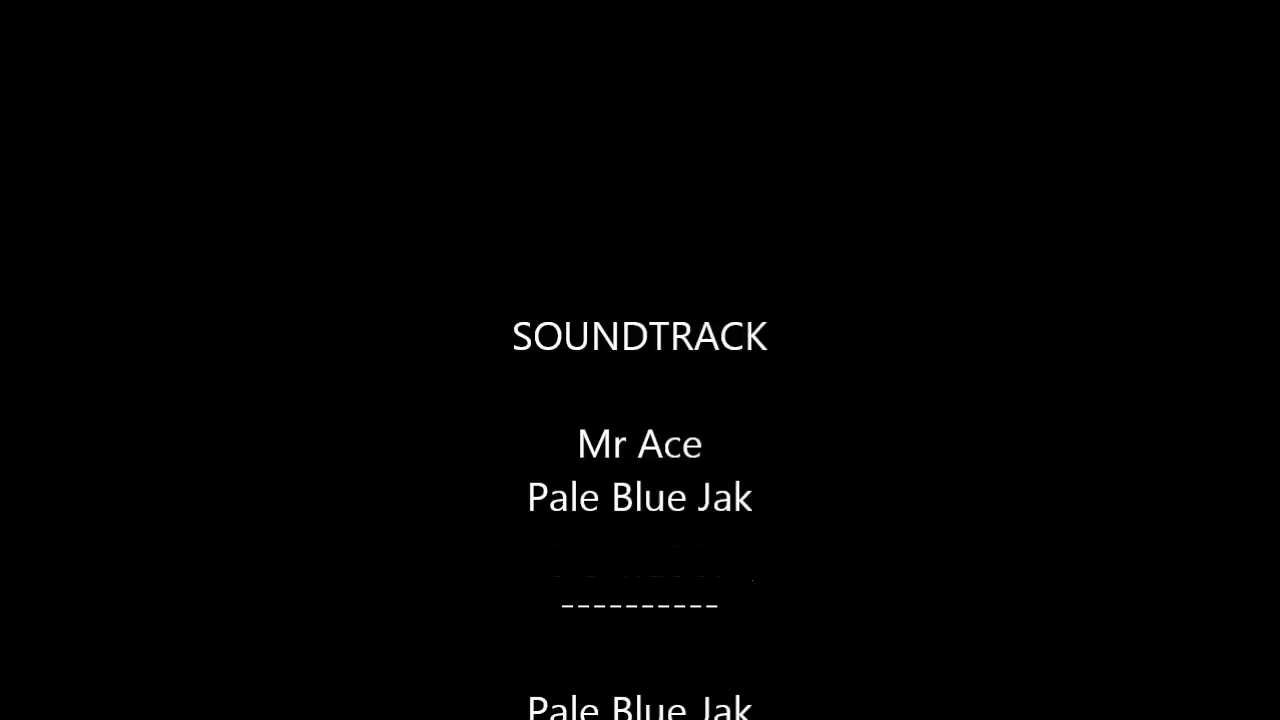 SOUNDTRACK
Mr Ace
Pale Blue Jak
----------
Pale Blue Jak